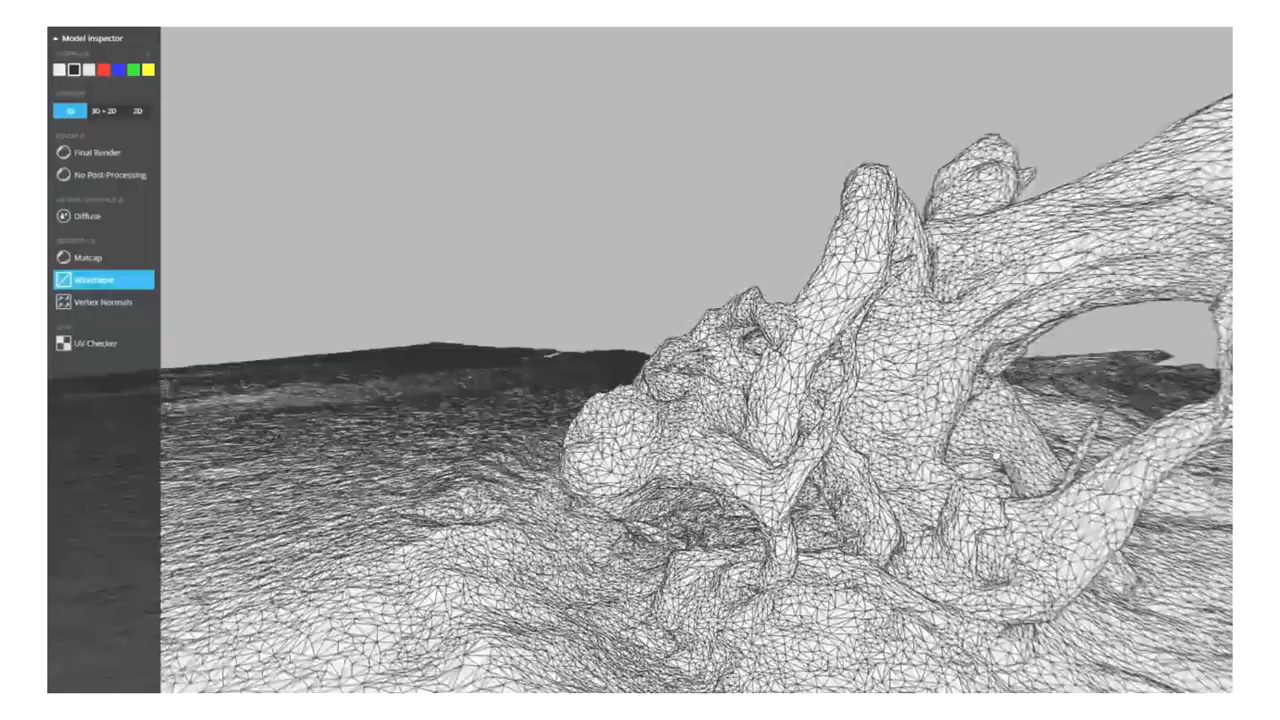 Model Inspector
3D
3D + 2D
2D
Final Render
No Post-Processing
Diffuse
Matcap
Wireframe
Vertex Normals
UV Checker